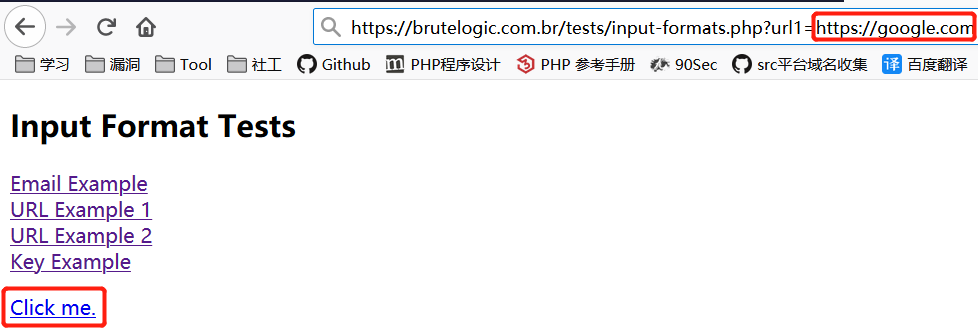 https://brutelogic.com.br/tests/input-formats.php?url1=https://google.com
学习 漏洞 Tool 社工 Github PHP程序设计 PHP 参考手册 90Sec src平台域名收集 译 百度翻译
Input Format Tests
Email Example
URL Example 1
URL Example 2
Key Example
Click me.